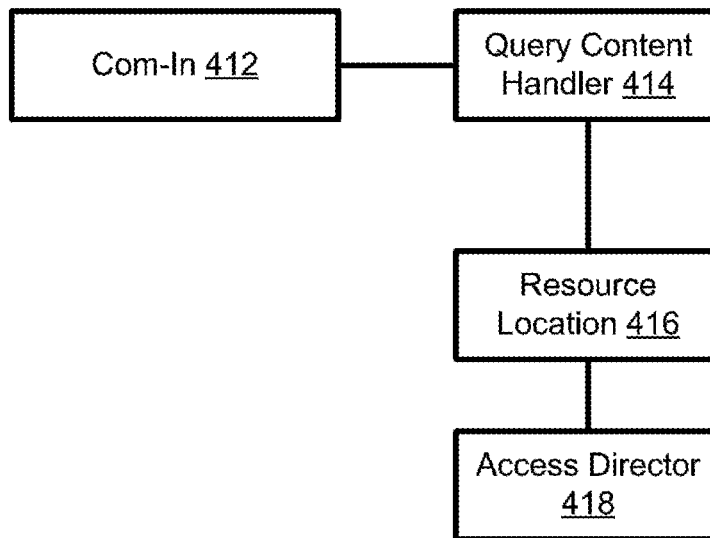 Com-In 412
Query Content
Handler 414
Resource
Location 416
Access Director
418